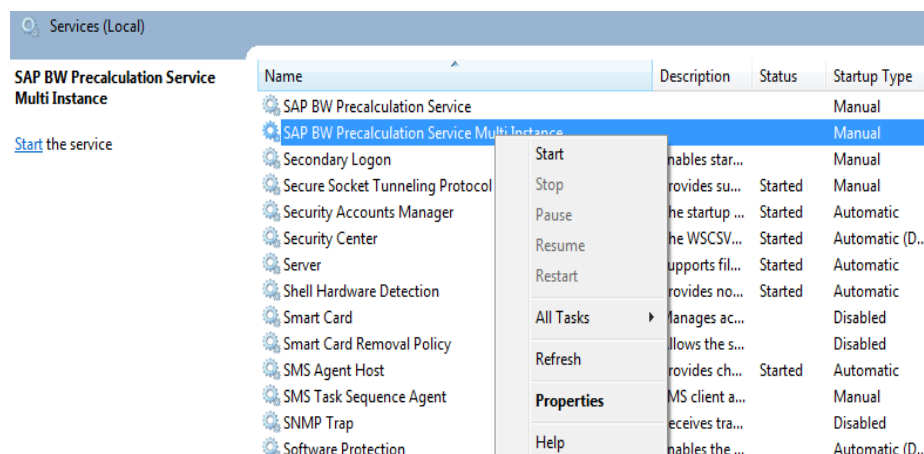 Services (Local)
SAP BW Precalculation Service
Multi Instance
Start the service
Name Description Status Startup Type
SAP BW Precalculation Service Manual
SAP BW Precalculation Service Multi Instance Manual
Secondary Logon nables star... Manual
Secure Socket Tunneling Protocol rovides su... Started Manual
Security Accounts Manager he startup ... Started Automatic
Security Center he WSCSV... Started Automatic (D...
Server upports fil... Started Automatic
Shell Hardware Detection rovides no... Started Automatic
Smart Card Manages ac... Disabled
Smart Card Removal Policy llows the s... Disabled
SMS Agent Host rovides ch... Started Automatic
SMS Task Sequence Agent MS client a... Manual
SNMP Trap eceives tra... Disabled
Software Protection nables the ... Automatic (D...
Start
Stop
Pause
Resume
Restart
All Tasks
Refresh
Properties
Help